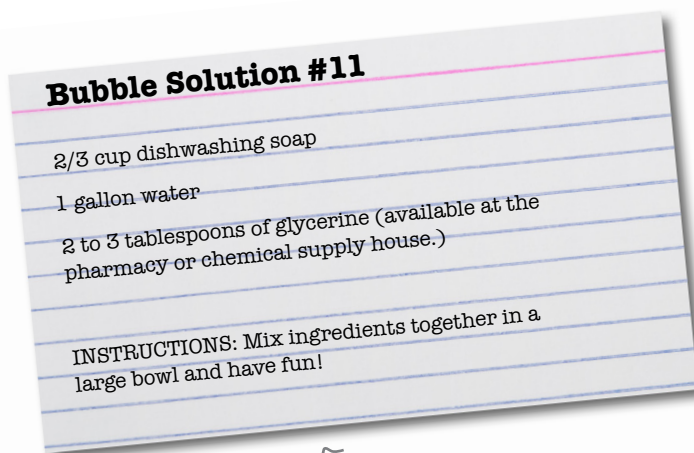 Bubble Solution #11
2/3 cup dishwashing soap
1 gallon water
2 to 3 tablespoons of glycerine (available at the
pharmacy or chemical supply house.)
INSTRUCTIONS: Mix ingredients together in a
large bowl and have fun!